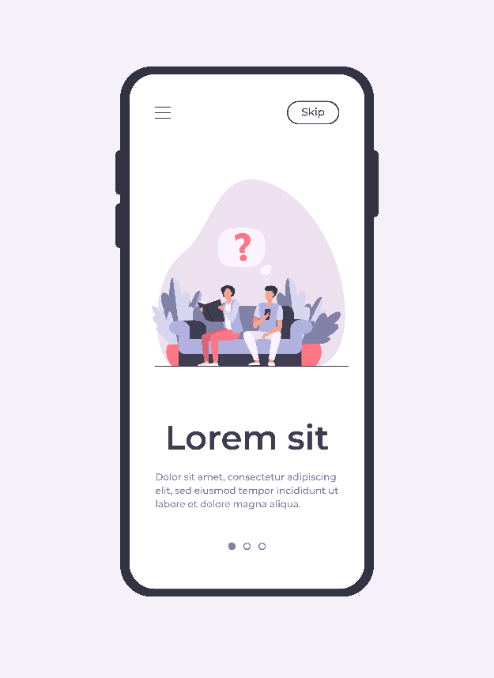 Skip
?
Lorem sit
Dolor sit amet, consectetur adipiscing
elit, sed eiusmod tempor incididunt ut
labore et dolore magna aliqua.